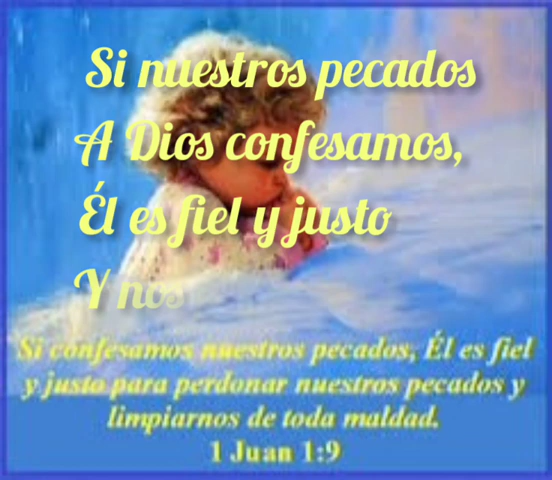 Si nuestros pecados
A Dios confesamos,
Él es fiel y justo
Y nos
Si confesamos nuestros pecados, Él es fiel
y justo para perdonar nuestros pecados y
limpiarnos de toda maldad.
1 Juan 1:9